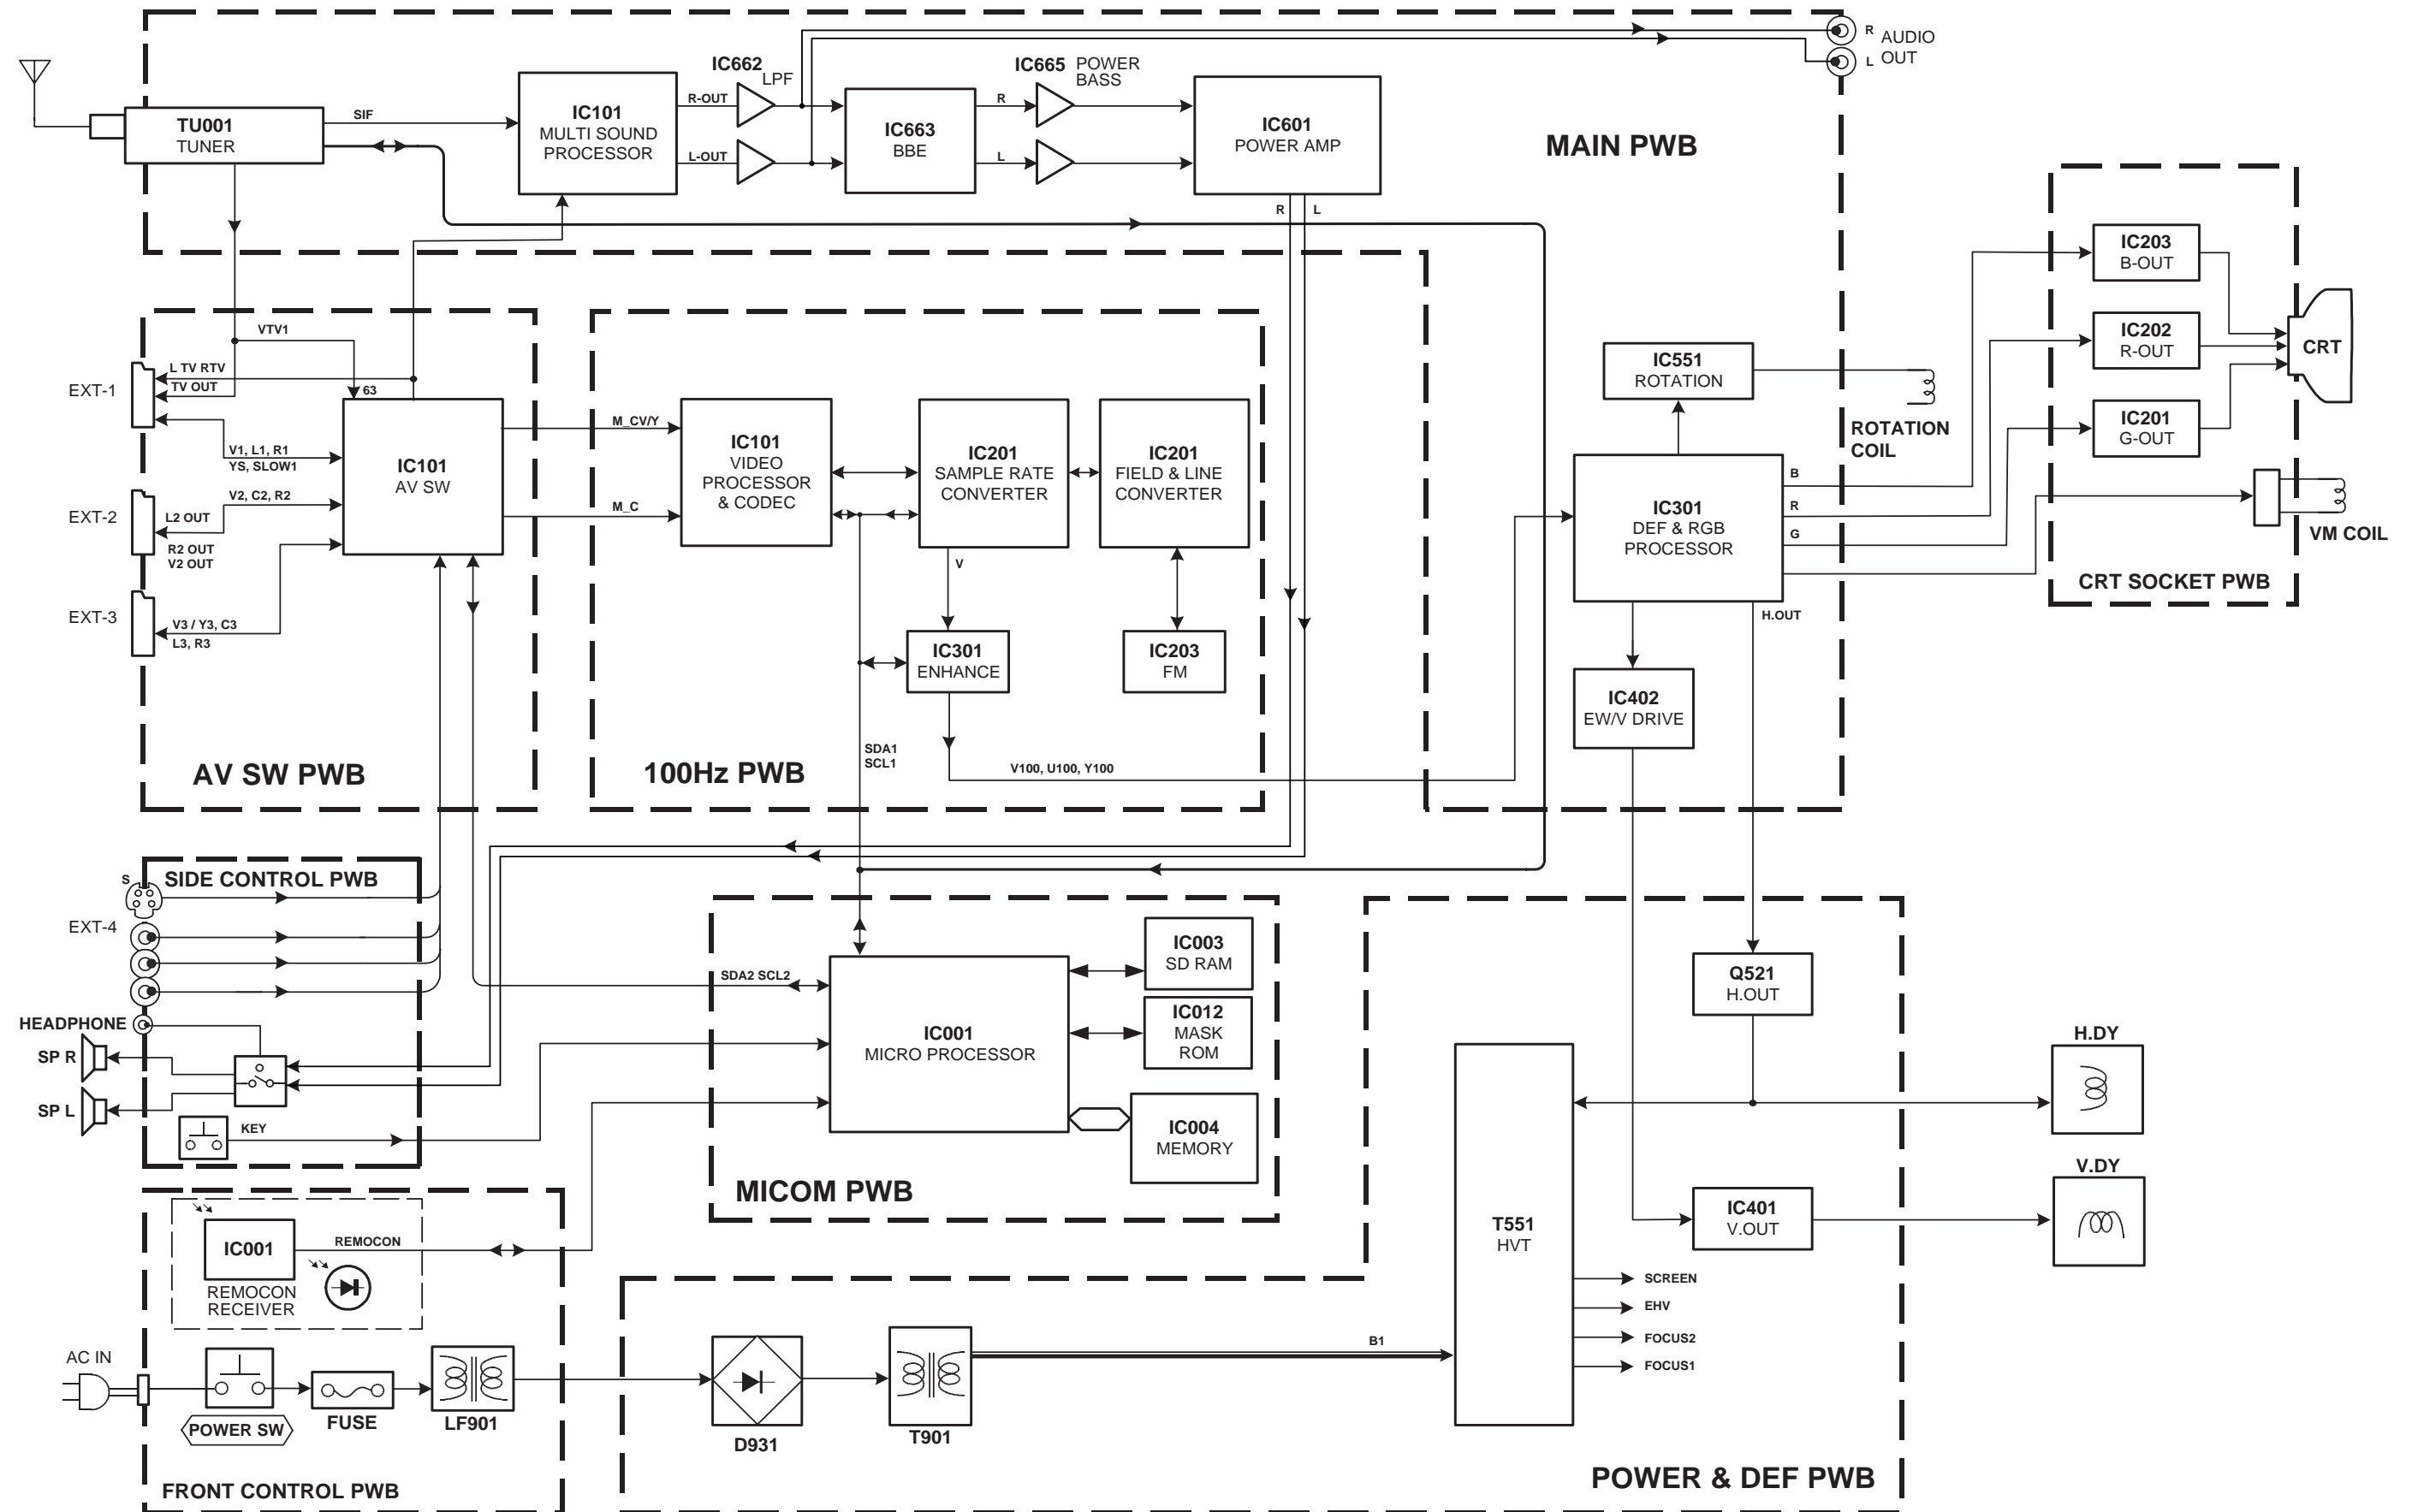 R
AUDIO
L
OUT
IC662
LPF
IC665
POWER
BASS
TU001
TUNER
SIF
IC101
MULTI SOUND
PROCESSOR
R-OUT
L-OUT
IC663
BBE
R
L
IC601
POWER AMP
MAIN PWB
R
L
VTV1
L TV RTV
TV OUT
63
EXT-1
V1, L1, R1
YS, SLOW1
EXT-2
V2, C2, R2
L2 OUT
R2 OUT
V2 OUT
EXT-3
V3 / Y3, C3
L3, R3
IC101
AV SW
AV SW PWB
M_CV/Y
M_C
IC101
VIDEO
PROCESSOR
& CODEC
IC201
SAMPLE RATE
CONVERTER
IC201
FIELD & LINE
CONVERTER
V
IC301
ENHANCE
IC203
FM
SDA1
SCL1
V100, U100, Y100
100Hz PWB
IC551
ROTATION
ROTATION
COIL
IC301
DEF & RGB
PROCESSOR
B
R
G
H.OUT
IC402
EW/V DRIVE
IC203
B-OUT
IC202
R-OUT
IC201
G-OUT
CRT
VM COIL
CRT SOCKET PWB
SIDE CONTROL PWB
S
EXT-4
HEADPHONE
SP R
SP L
KEY
SDA2 SCL2
IC001
MICRO PROCESSOR
IC003
SD RAM
IC012
MASK
ROM
IC004
MEMORY
MICOM PWB
Q521
H.OUT
H.DY
V.DY
IC401
V.OUT
T551
HVT
SCREEN
EHV
FOCUS2
FOCUS1
IC001
REMOCON
REMOCON
RECEIVER
AC IN
POWER SW
FUSE
LF901
D931
T901
B1
FRONT CONTROL PWB
POWER & DEF PWB